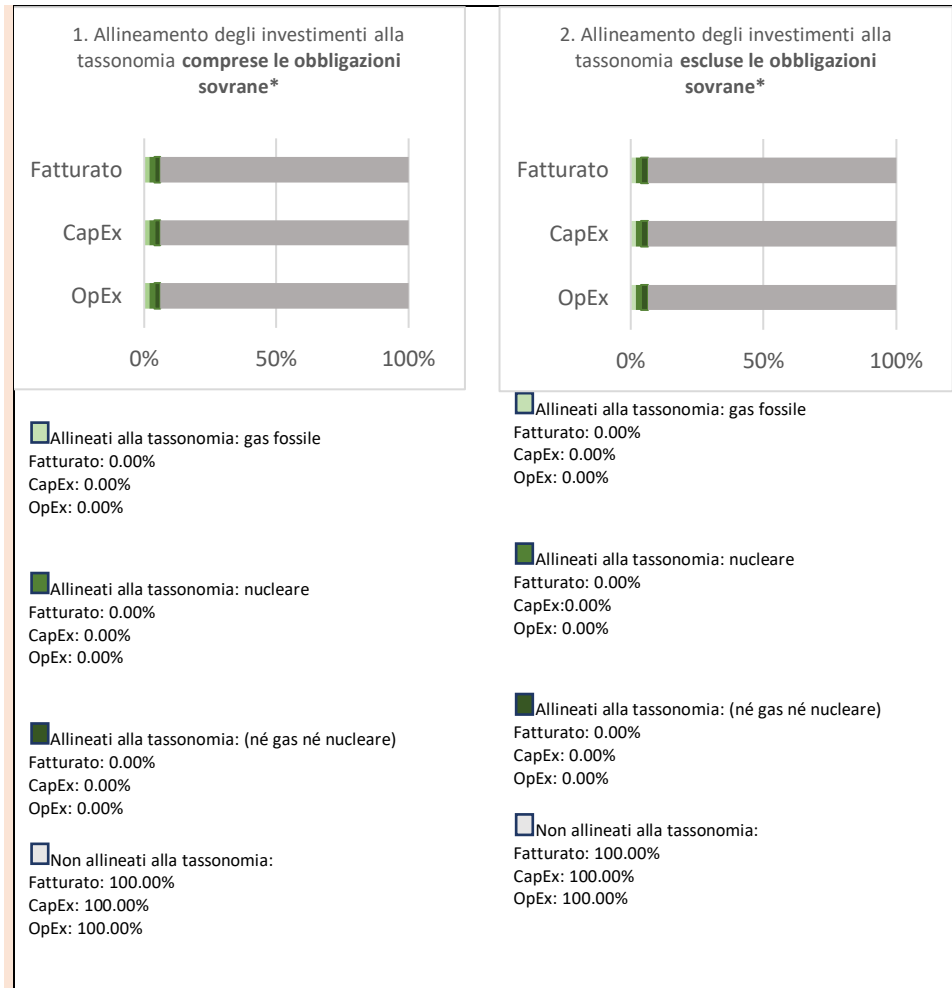 1. Allineamento degli investimenti alla
tassonomia comprese le obbligazioni
sovrane*
Fatturato
CapEx
OpEx
0%
50%
100%
Allineati alla tassonomia: gas fossile
Fatturato: 0.00%
CapEx: 0.00%
OpEx: 0.00%
Allineati alla tassonomia: nucleare
Fatturato: 0.00%
CapEx: 0.00%
OpEx: 0.00%
Allineati alla tassonomia: (né gas né nucleare)
Fatturato: 0.00%
CapEx: 0.00%
OpEx: 0.00%
Non allineati alla tassonomia:
Fatturato: 100.00%
CapEx: 100.00%
OpEx: 100.00%
2. Allineamento degli investimenti alla
tassonomia escluse le obbligazioni
sovrane*
Fatturato
CapEx
OpEx
0%
50%
100%
Allineati alla tassonomia: gas fossile
Fatturato: 0.00%
CapEx: 0.00%
OpEx: 0.00%
Allineati alla tassonomia: nucleare
Fatturato: 0.00%
CapEx:0.00%
OpEx: 0.00%
Allineati alla tassonomia: (né gas né nucleare)
Fatturato: 0.00%
CapEx: 0.00%
OpEx: 0.00%
Non allineati alla tassonomia:
Fatturato: 100.00%
CapEx: 100.00%
OpEx: 100.00%